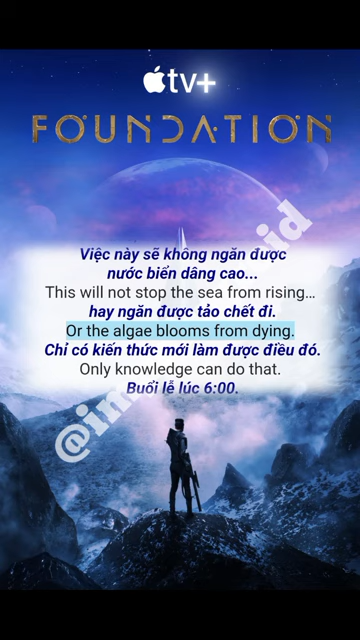 tv+
FOUNDATION
Việc này sẽ không ngăn được
nước biển dâng cao...
This will not stop the sea from rising...
hay ngăn được tảo chết đi.
Or the algae blooms from dying.
Chỉ có kiến thức mới làm được điều đó.
Only knowledge can do that.
Buổi lễ lúc 6:00.